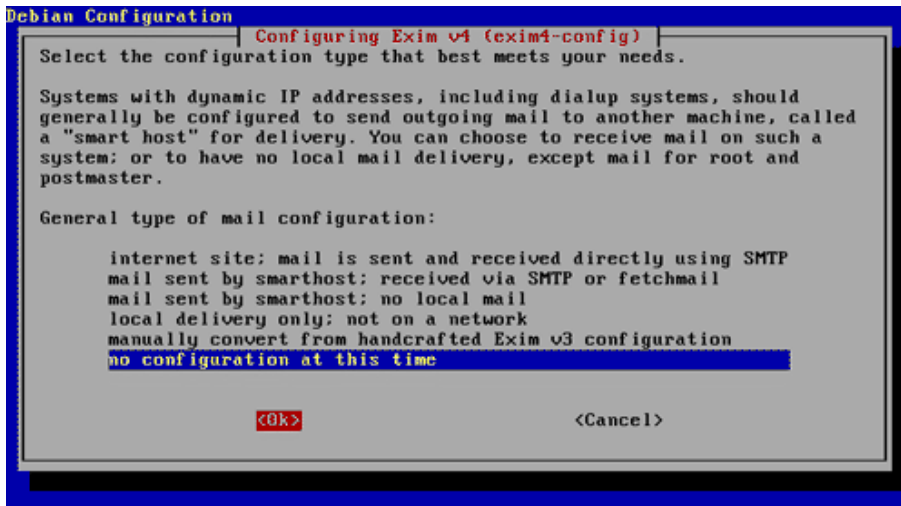 Debian Configuration
Configuring Exim v4 (exim4-config)
Select the configuration type that best meets your needs.
Systems with dynamic IP addresses, including dialup systems, should
generally be configured to send outgoing mail to another machine, called
a "smart host" for delivery. You can choose to receive mail on such a
system; or to have no local mail delivery, except mail for root and
postmaster.
General type of mail configuration:
internet site; mail is sent and received directly using SMTP
mail sent by smarthost; received via SMTP or fetchmail
mail sent by smarthost; no local mail
local delivery only; not on a network
manually convert from handcrafted Exim v3 configuration
no configuration at this time
<Ok> <Cancel>